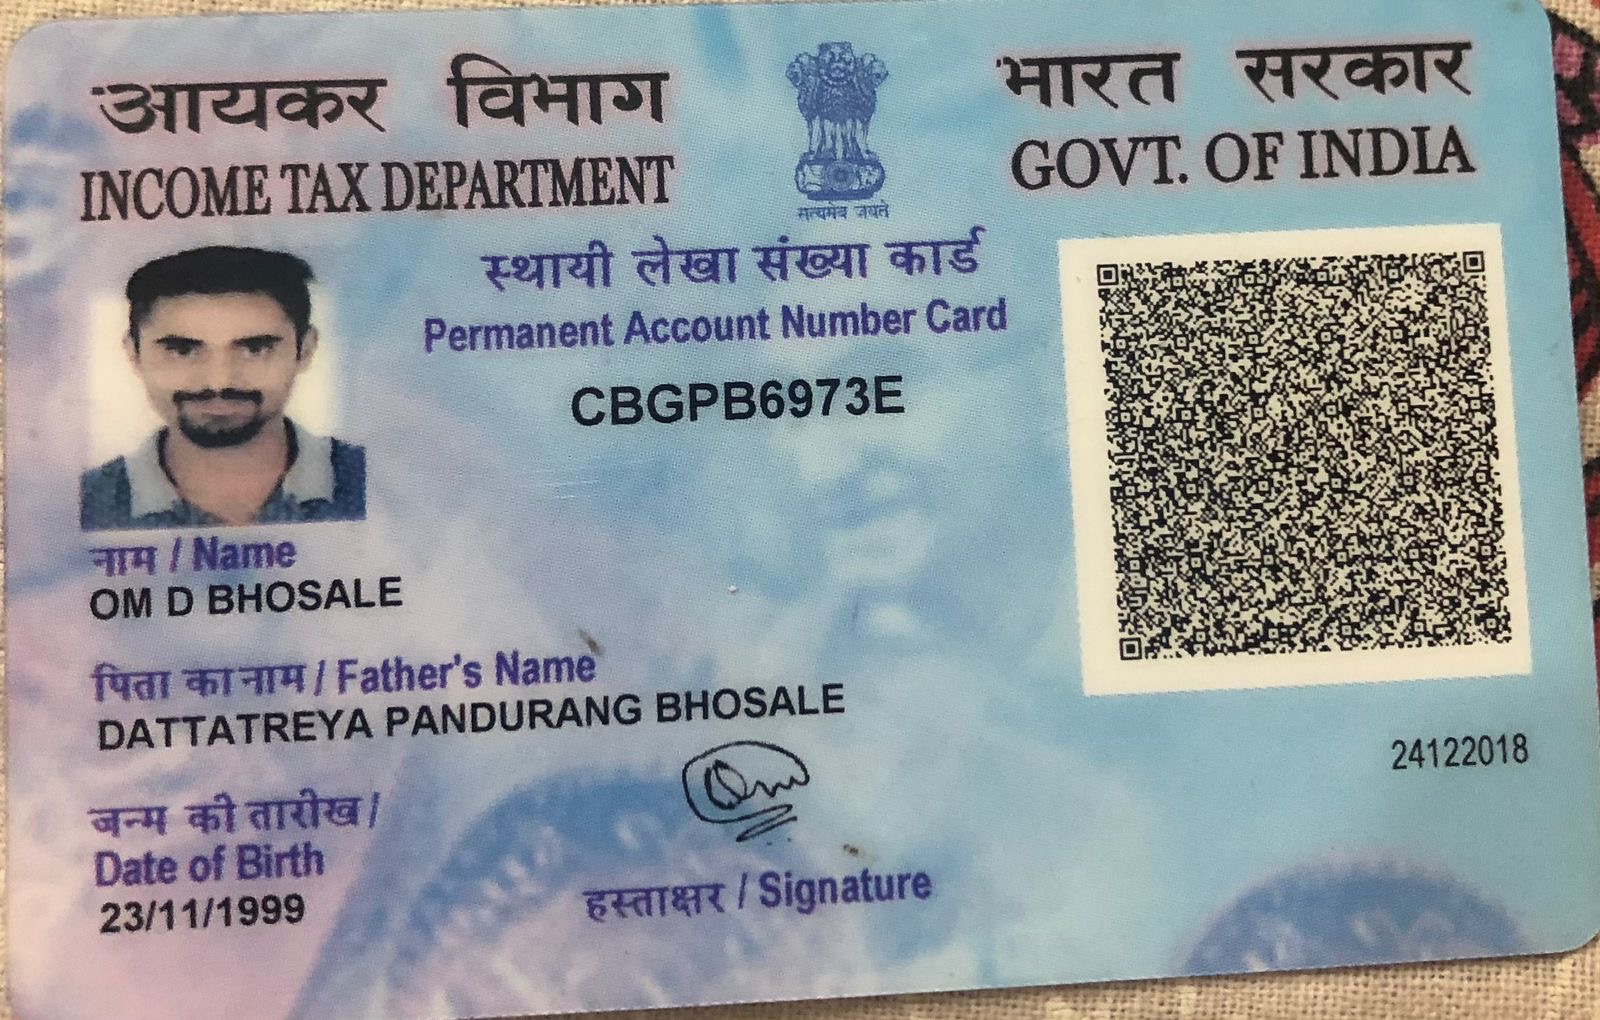 आयकर विभाग
INCOME TAX DEPARTMENT
सत्यमेव जयते
भारत सरकार
GOVT. OF INDIA
स्थायी लेखा संख्या कार्ड
Permanent Account Number Card
CBGPB6973E
नाम / Name
OM D BHOSALE
पिता का नाम / Father's Name
DATTATREYA PANDURANG BHOSALE
24122018
जन्म की तारीख /
Date of Birth
23/11/1999
Om
हस्ताक्षर / Signature